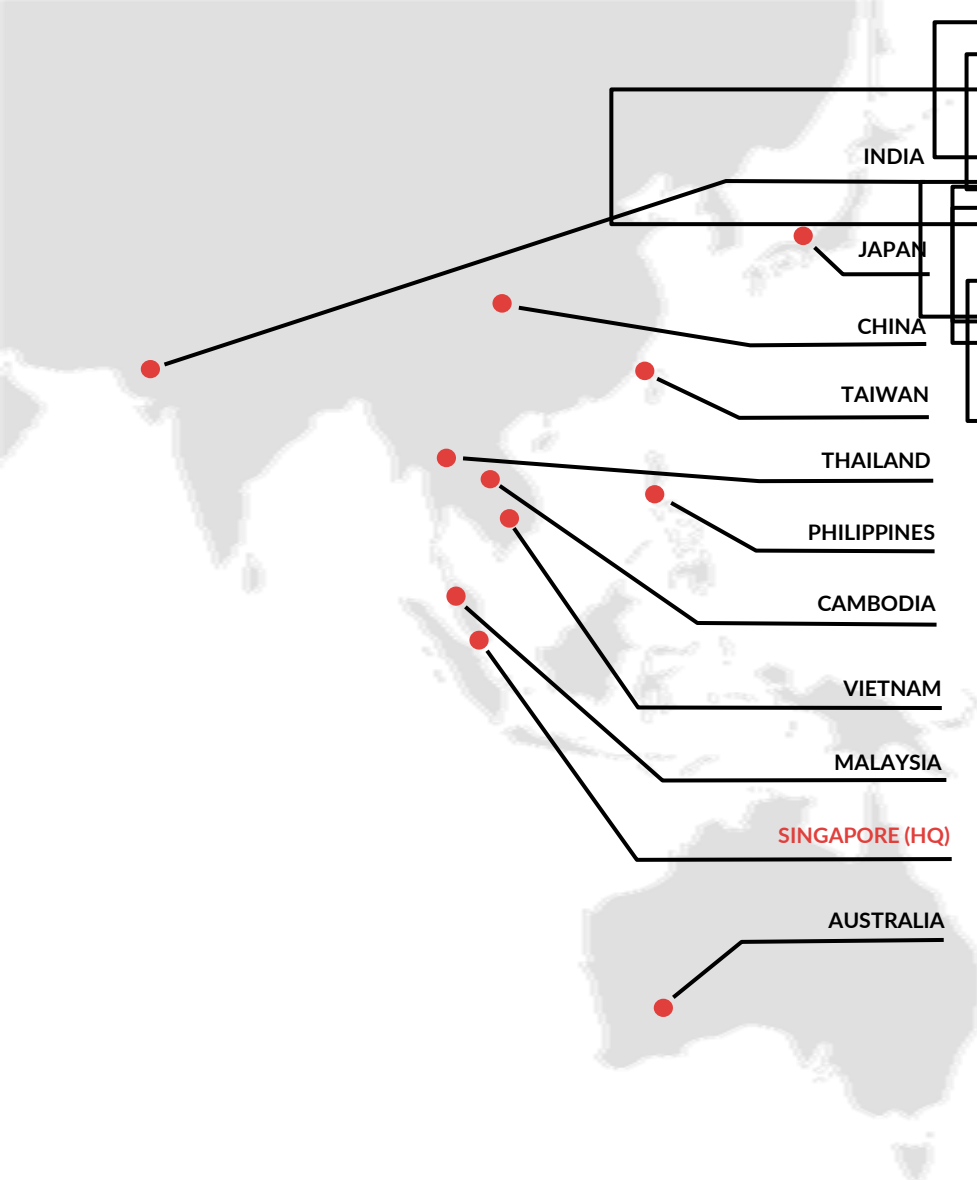 INDIA
JAPAN
CHINA
TAIWAN
THAILAND
PHILIPPINES
CAMBODIA
VIETNAM
MALAYSIA
SINGAPORE (HQ)
AUSTRALIA